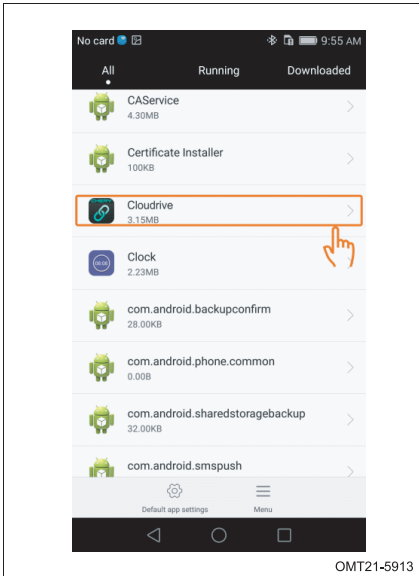 No card 9:55 AM
All Running Downloaded
CAService
4.30MB
Certificate Installer
100KB
Cloudrive
3.15MB
00:00
Clock
2.23MB
com.android.backupconfirm
28.00KB
com.android.phone.common
0.00B
com.android.sharedstoragebackup
32.00KB
com.android.smspush
Default app settings Menu
OMT21-5913